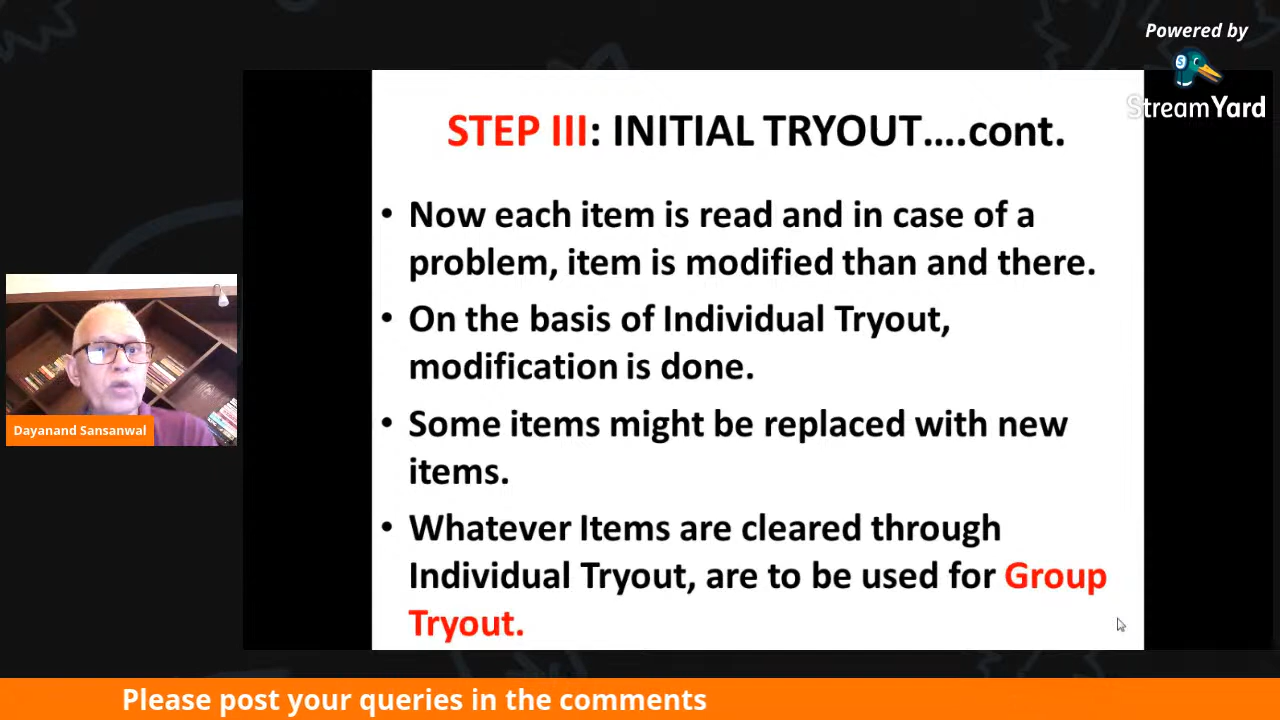 Powered by
StreamYard
STEP III: INITIAL TRYOUT....cont.
• Now each item is read and in case of a
problem, item is modified than and there.
• On the basis of Individual Tryout,
modification is done.
• Some items might be replaced with new
items.
• Whatever Items are cleared through
Individual Tryout, are to be used for Group
Tryout.
Dayanand Sansanwal
Please post your queries in the comments